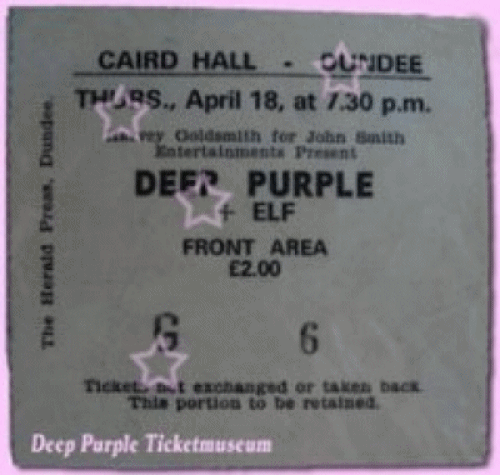 CAIRD HALL - DUNDEE
THURS., April 18, at 7.30 p.m.
Harvey Goldsmith for John Smith
Entertainments Present
DEEP PURPLE
+ ELF
FRONT AREA
£2.00
G 6
Tickets not exchanged or taken back
This portion to be retained.
The Herald Press, Dundee.
Deep Purple Ticketmuseum